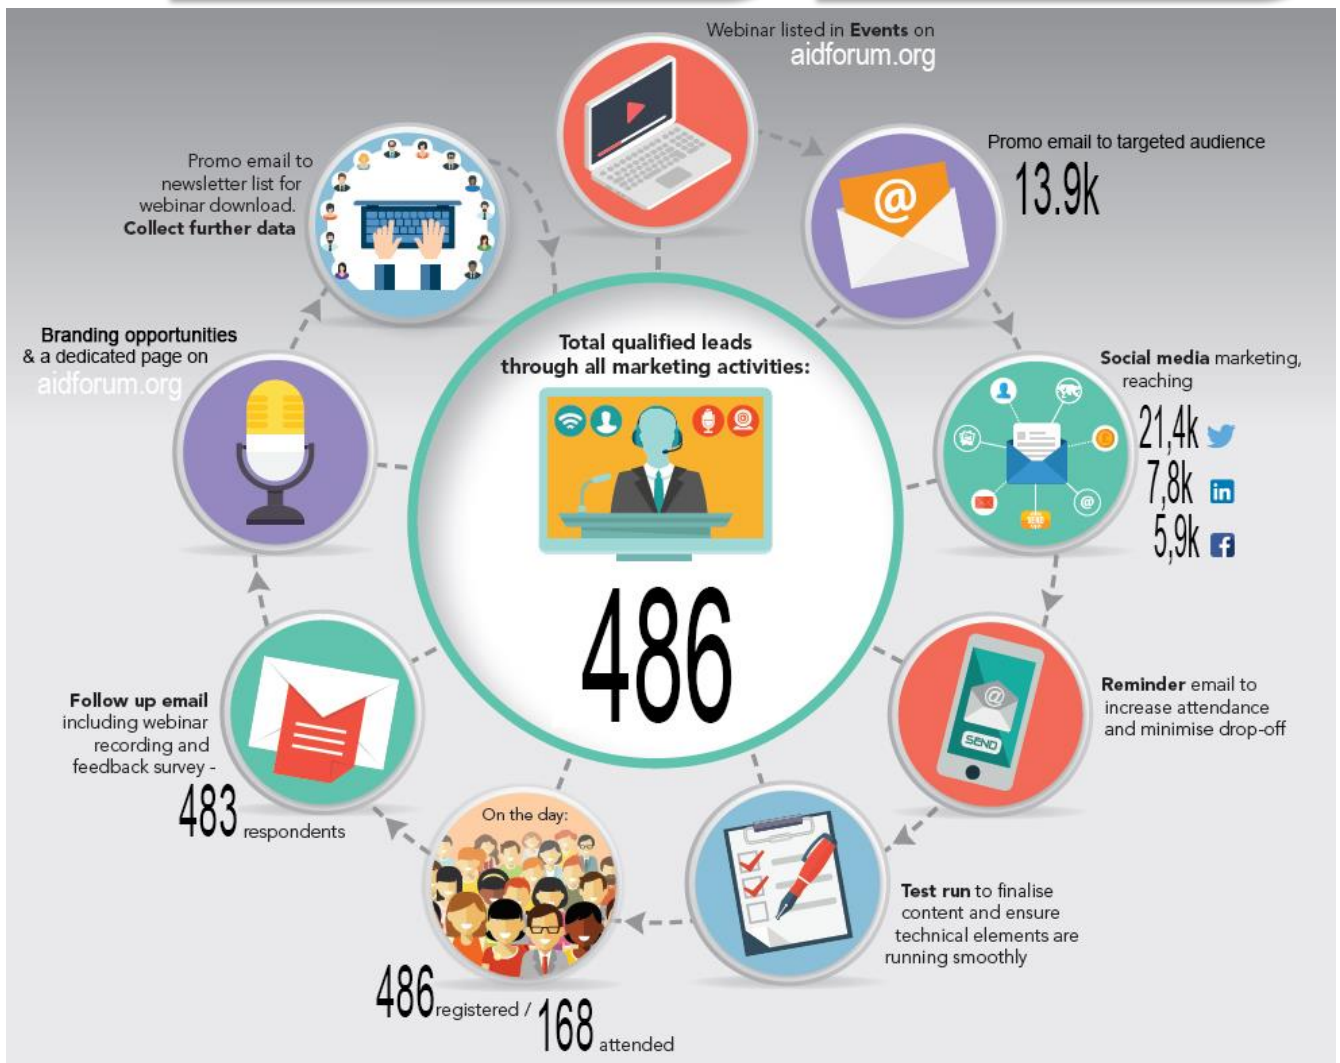 Webinar listed in Events on
aidforum.org
Promo email to targeted audience
13.9k
Social media marketing,
reaching
21,4k
7,8k
in
5,9k
f
Reminder email to
increase attendance
and minimise drop-off
@
SEND
Test run to finalise
content and ensure
technical elements are
running smoothly
On the day:
486 registered / 168 attended
Follow up email
including webinar
recording and
feedback survey -
483 respondents
Branding opportunities
& a dedicated page on
aidforum.org
Promo email to
newsletter list for
webinar download.
Collect further data
Total qualified leads
through all marketing activities:
486
@
@